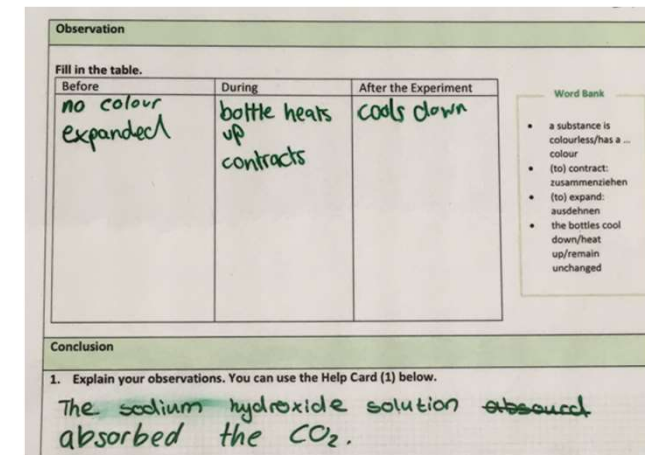 Observation
Fill in the table.
Before
During
After the Experiment
no colour
expanded
bottle heats
up
contracts
cools down
Word Bank
• a substance is
colourless/has a ...
colour
• (to) contract:
zusammenziehen
• (to) expand:
ausdehnen
• the bottles cool
down/heat
up/remain
unchanged
Conclusion
1. Explain your observations. You can use the Help Card (1) below.
The sodium hydroxide solution
absorbed the CO₂.